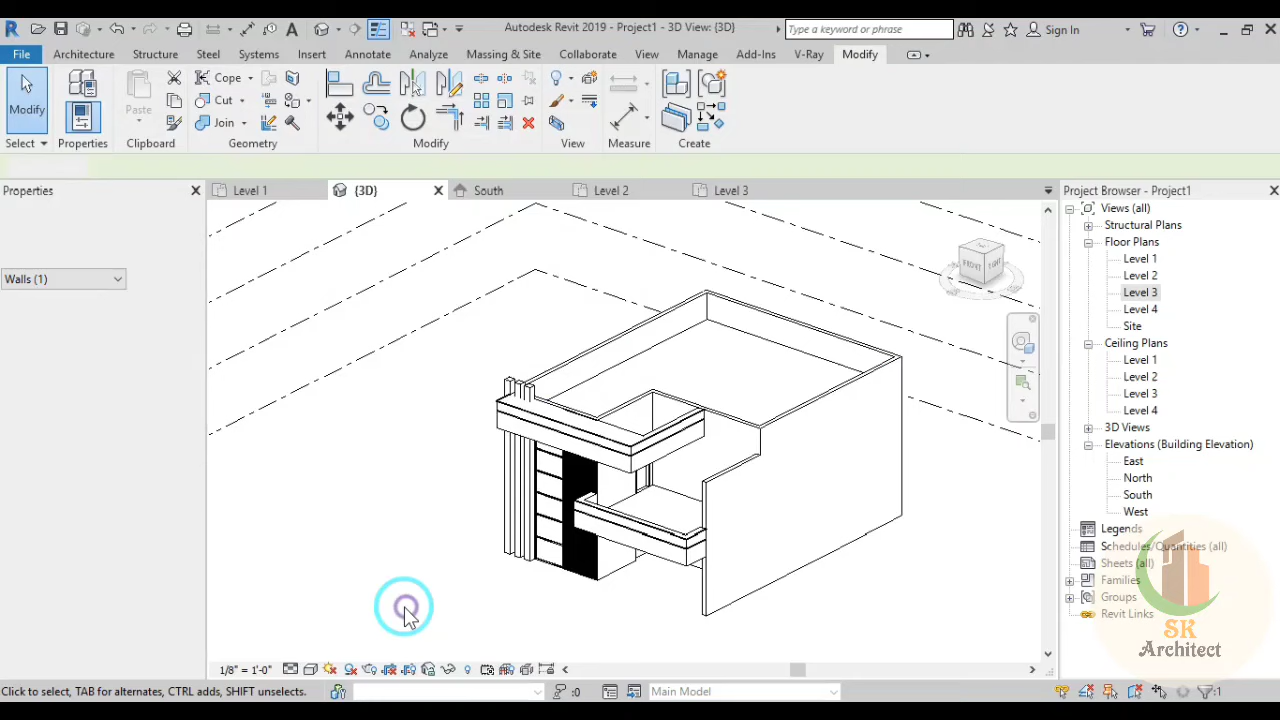 Autodesk Revit 2019 - Project1 - 3D View: {3D}
Type a keyword or phrase
Sign In
File Architecture Structure Steel Systems Insert Annotate Analyze Massing & Site Collaborate View Manage Add-Ins V-Ray Modify
Modify
Paste
Cope
Cut
Join
Select Properties Clipboard Geometry Modify View Measure Create
Properties
Level 1 {3D} South Level 2 Level 3
Project Browser - Project1
Walls (1)
Views (all)
Structural Plans
Floor Plans
Level 1
Level 2
Level 3
Level 4
Site
Ceiling Plans
Level 1
Level 2
Level 3
Level 4
3D Views
Elevations (Building Elevation)
East
North
South
West
Legends
Schedules/Quantities (all)
Sheets (all)
Families
Groups
Revit Links
SK
Architect
1/8" = 1'-0"
Click to select, TAB for alternates, CTRL adds, SHIFT unselects.
:0
Main Model
:1